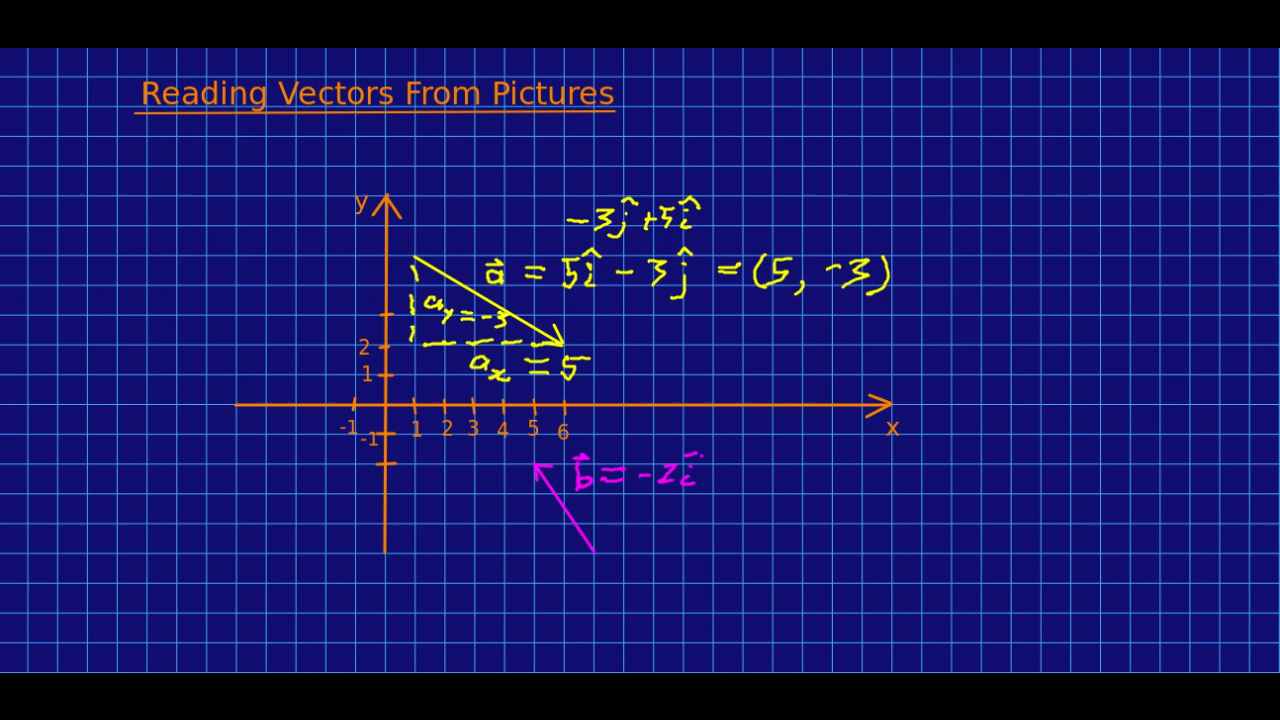 Reading Vectors From Pictures
y
-3ĵ+5î
a⃗ = 5î - 3ĵ = (5, -3)
a_y = -3
2
a_x = 5
1
-1 1 2 3 4 5 6 x
-1
b⃗ = -2î